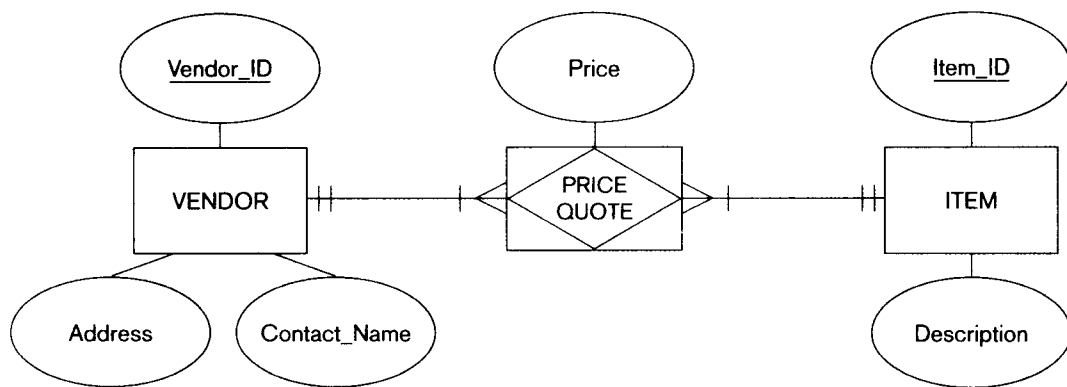 Vendor_ID
Price
Item_ID
VENDOR
PRICE
QUOTE
ITEM
Address
Contact_Name
Description